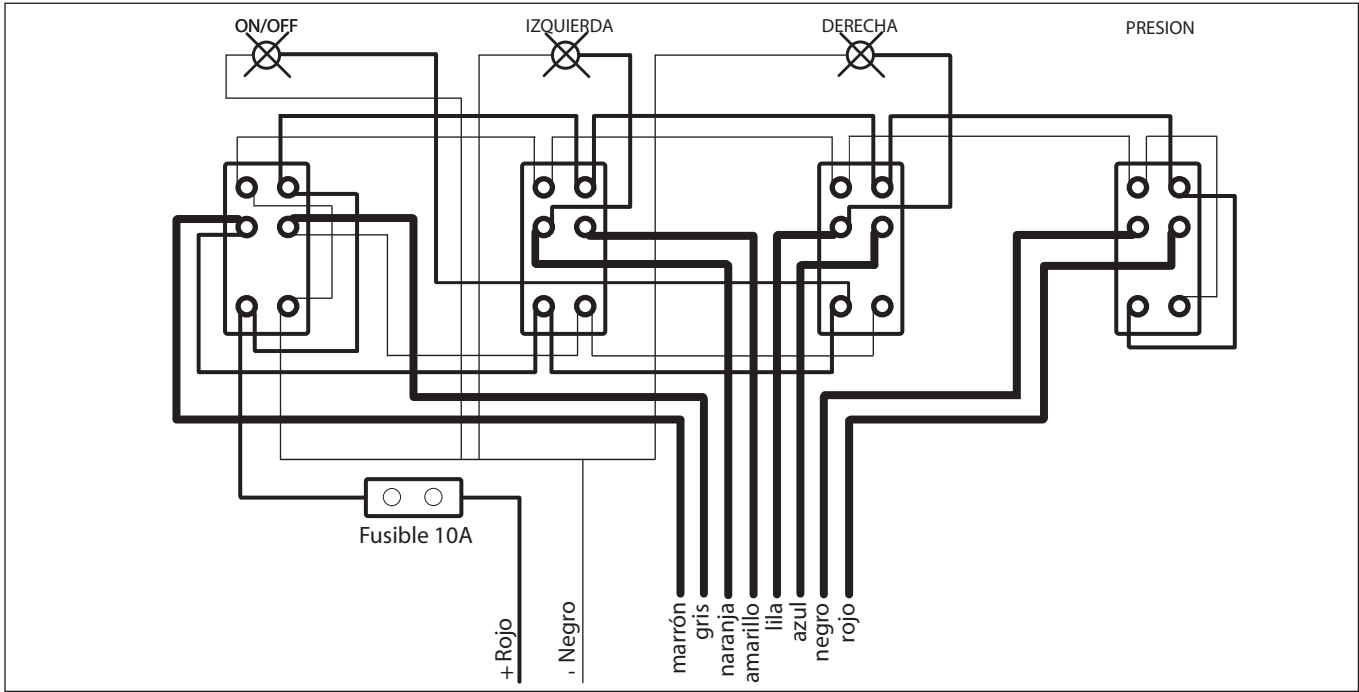 ON/OFF
IZQUIERDA
DERECHA
PRESION
Fusible 10A
+ Rojo
- Negro
marrón
gris
naranja
amarillo
lila
azul
negro
rojo